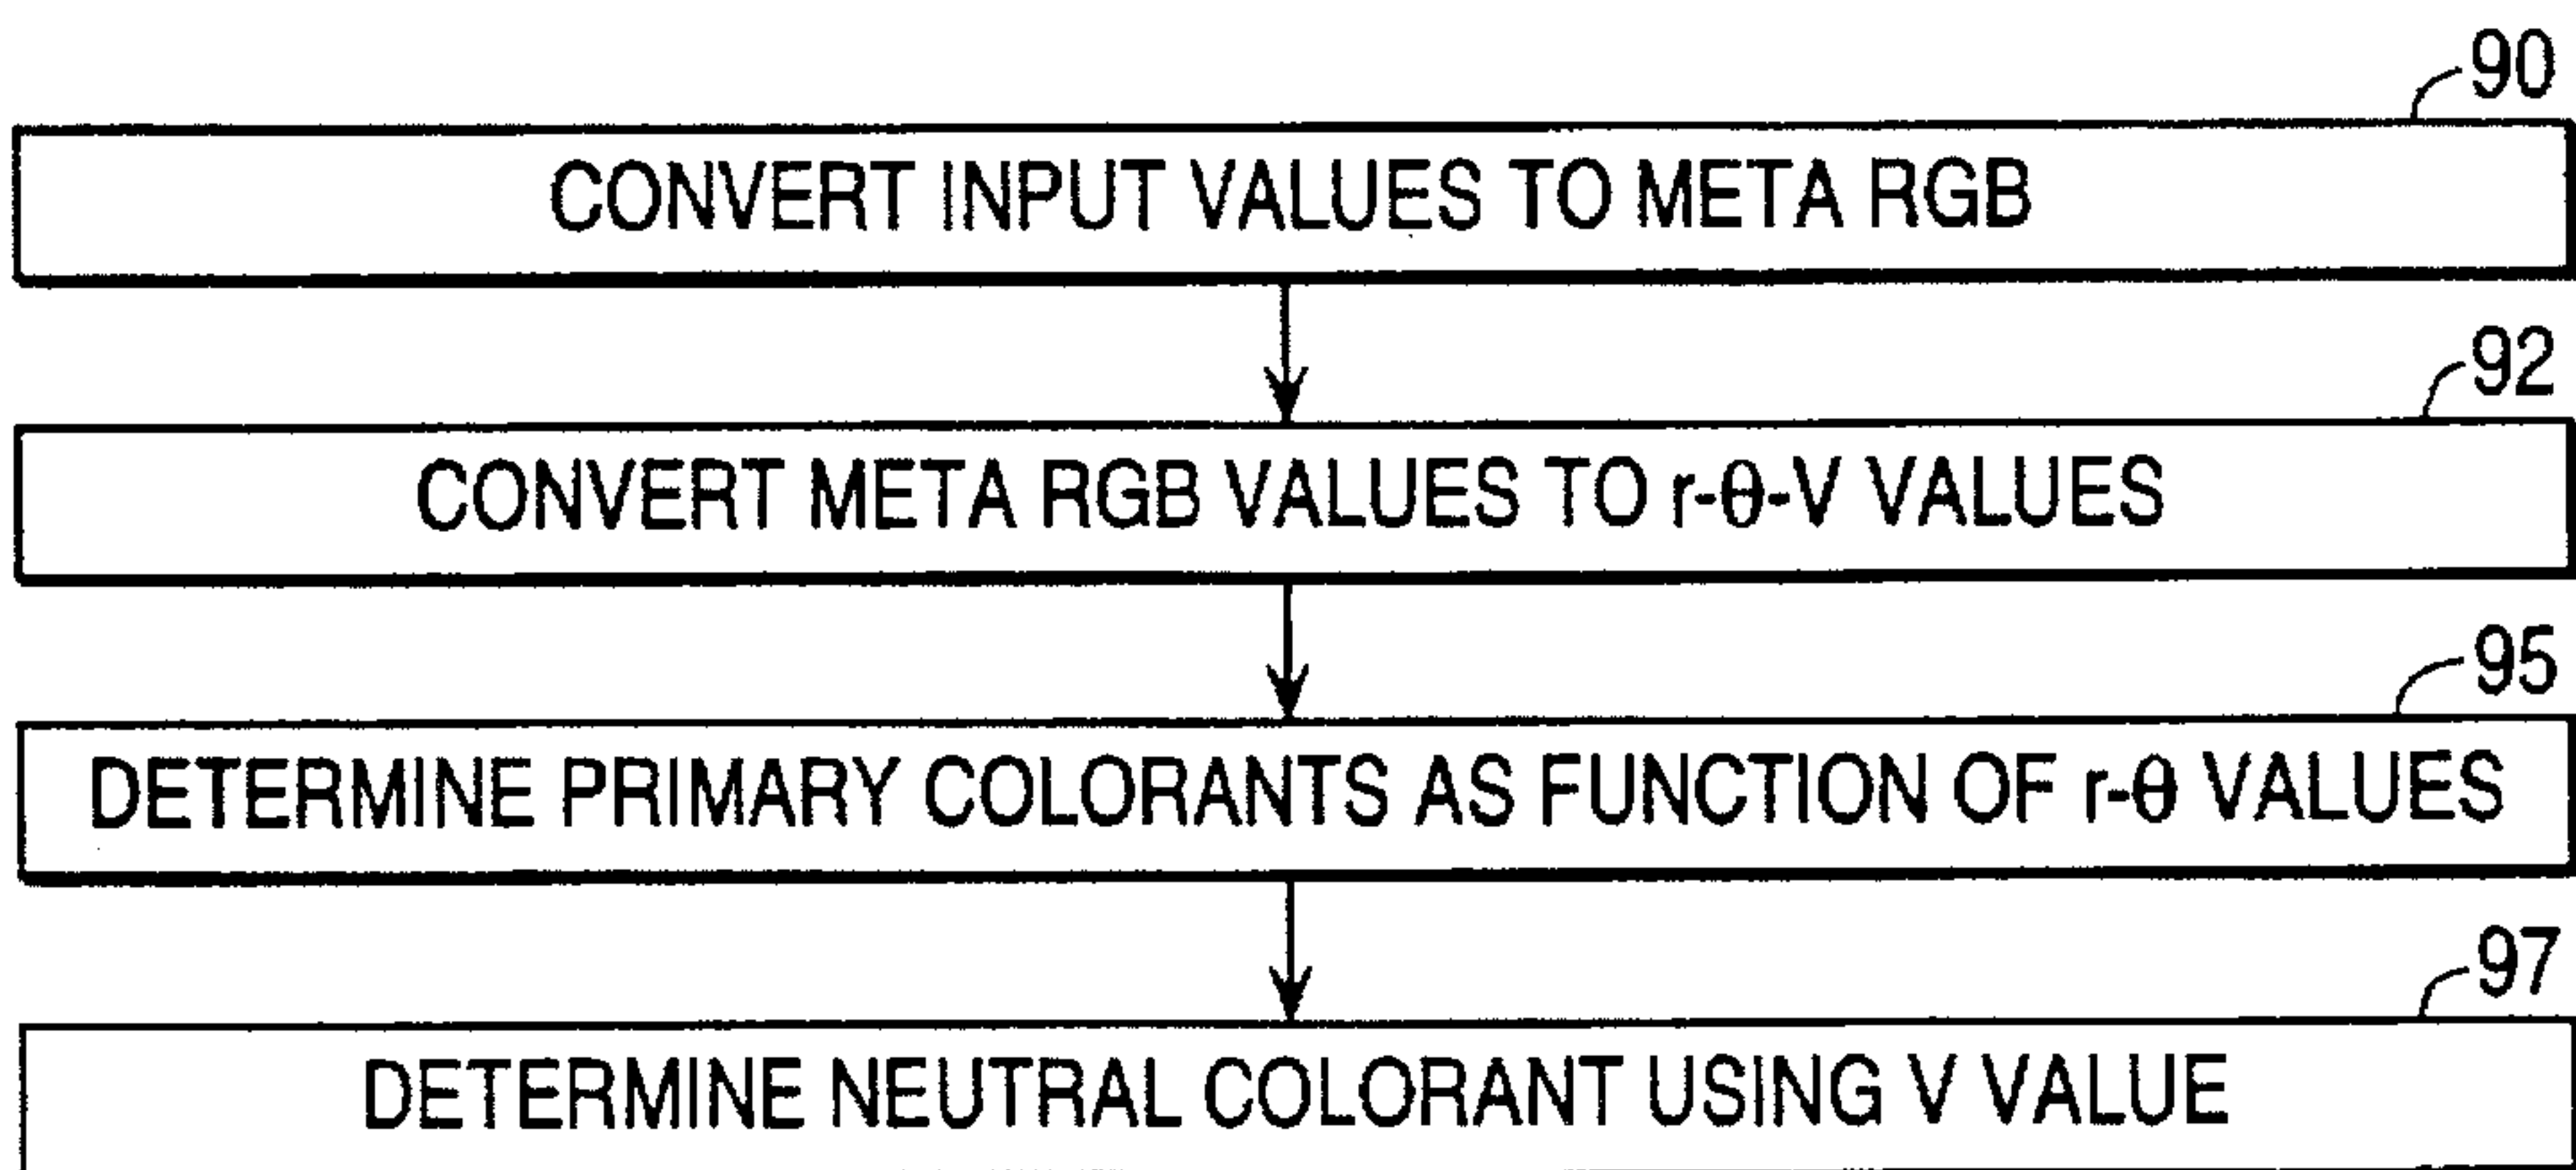 90
CONVERT INPUT VALUES TO META RGB
92
CONVERT META RGB VALUES TO r-θ-V VALUES
95
DETERMINE PRIMARY COLORANTS AS FUNCTION OF r-θ VALUES
97
DETERMINE NEUTRAL COLORANT USING V VALUE